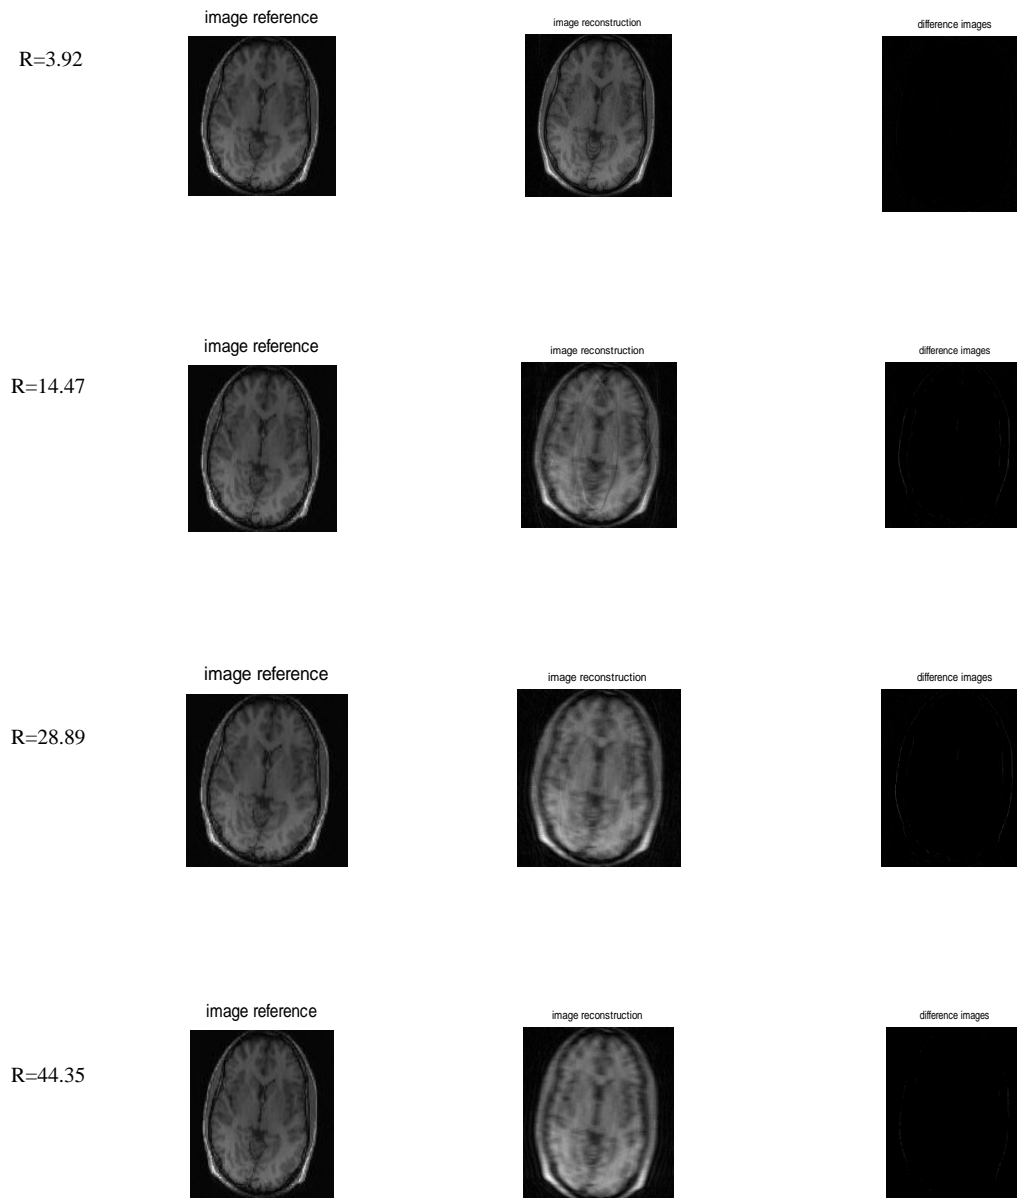 image reference
image reconstruction
difference images
R=3.92
image reference
image reconstruction
difference images
R=14.47
image reference
image reconstruction
difference images
R=28.89
image reference
image reconstruction
difference images
R=44.35